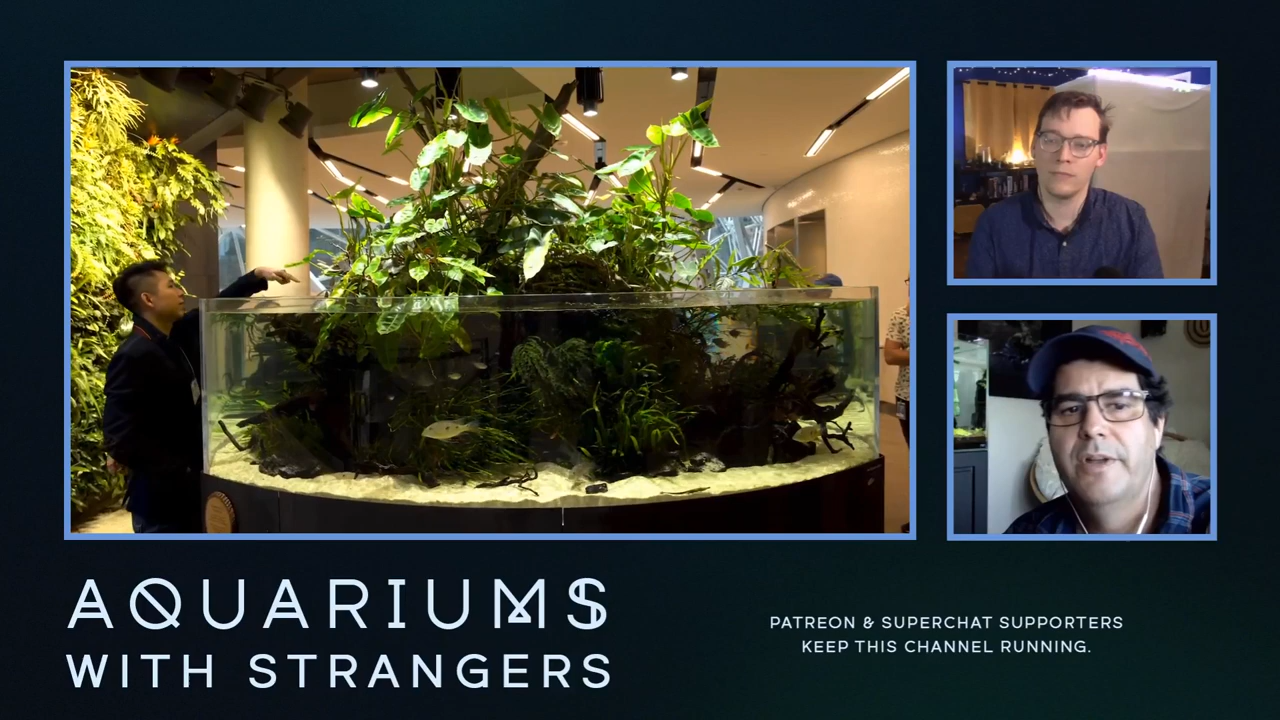 AQUARIUMS
WITH STRANGERS
PATREON & SUPERCHAT SUPPORTERS
KEEP THIS CHANNEL RUNNING.